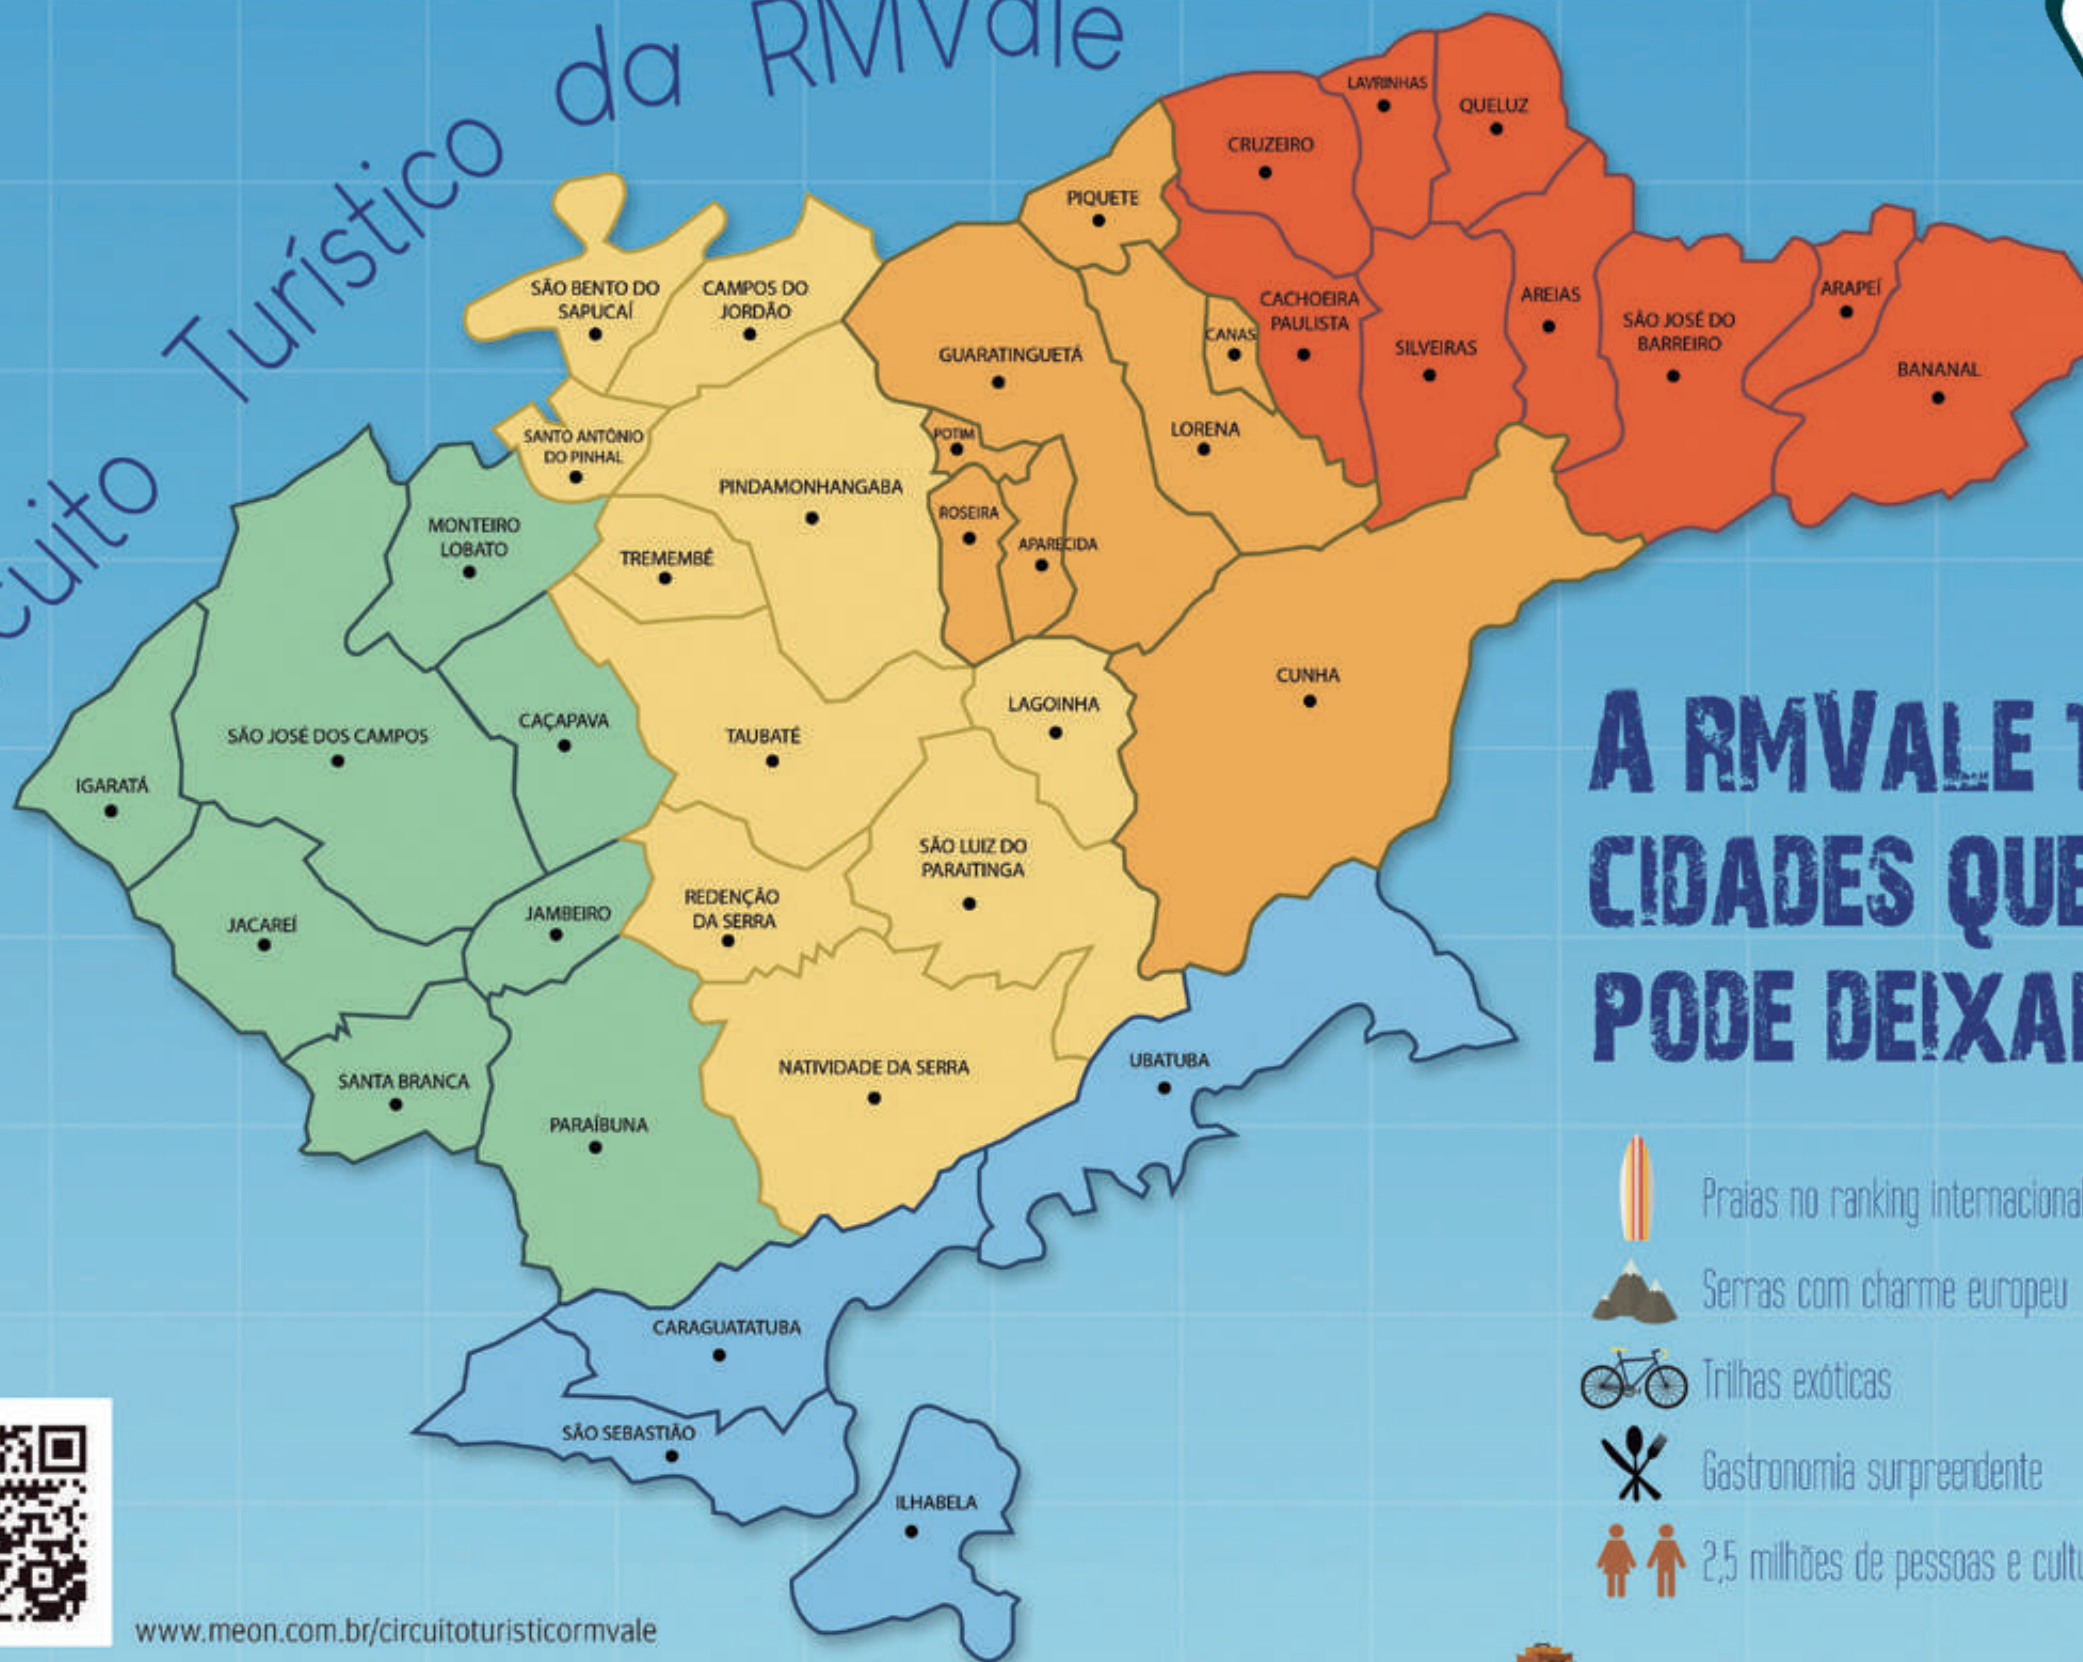 da RMVale
Turístico
LAVRINHAS
QUELUZ
CRUZEIRO
PIQUETE
SÃO BENTO DO
SAPUCAÍ
CAMPOS DO
JORDÃO
CACHOEIRA
PAULISTA
AREIAS
ARAPEÍ
SÃO JOSÉ DO
BARREIRO
CANAS
SILVEIRAS
GUARATINGUETÁ
BANANAL
SANTO ANTÔNIO
DO PINHAL
POTIM
LORENA
PINDAMONHANGABA
ROSEIRA
MONTEIRO
LOBATO
TREMEMBÉ
APARECIDA
CUNHA
LAGOINHA
SÃO JOSÉ DOS CAMPOS
CAÇAPAVA
TAUBATÉ
IGARATÁ
SÃO LUIZ DO
PARAITINGA
REDENÇÃO
DA SERRA
JACAREÍ
JAMBEIRO
NATIVIDADE DA SERRA
UBATUBA
SANTA BRANCA
PARAÍBUNA
CARAGUATATUBA
SÃO SEBASTIÃO
ILHABELA
A RMVALE
CIDADES QUE
PODE DEIXA
Praias no ranking internacional
Serras com charme europeu
Trilhas exóticas
Gastronomia surpreendente
2,5 milhões de pessoas e cultu
www.meon.com.br/circuitoturisticormvale